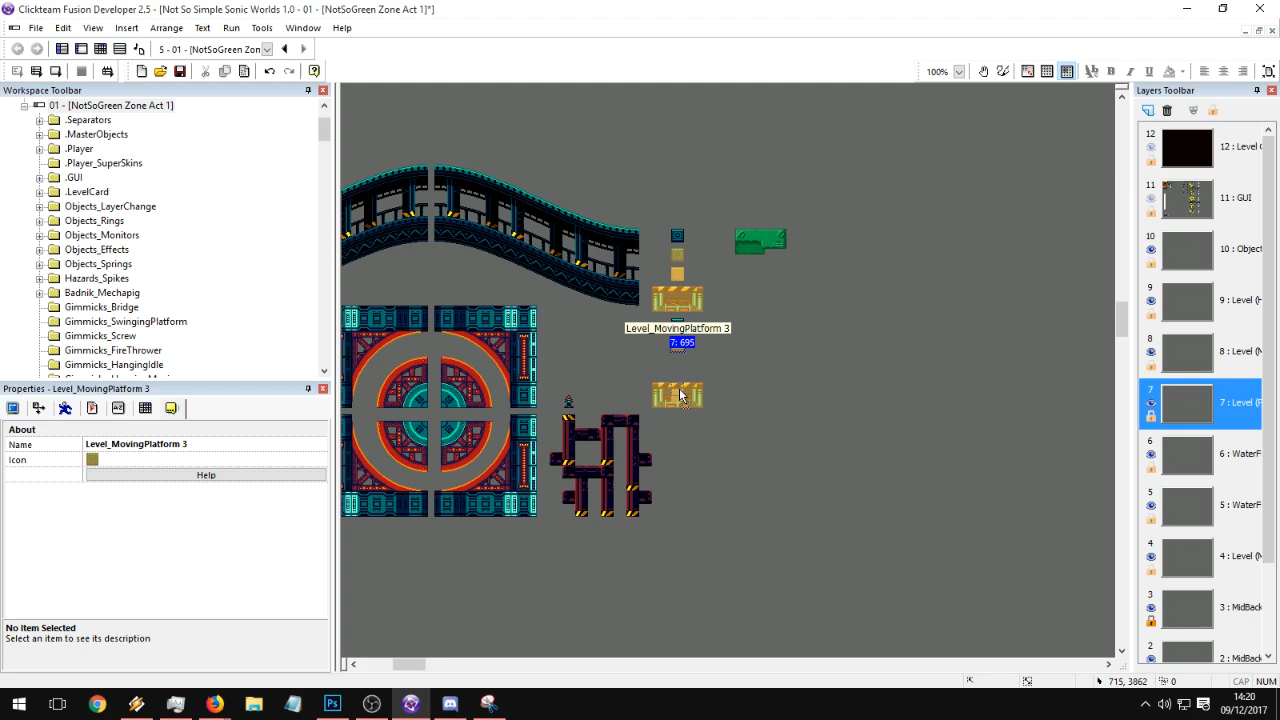 Clickteam Fusion Developer 2.5 - [Not So Simple Sonic Worlds 1.0 - 01 - [NotSoGreen Zone Act 1]*]
File Edit View Insert Arrange Text Run Tools Window Help
5 - 01 - [NotSoGreen Zon
100%
Workspace Toolbar
01 - [NotSoGreen Zone Act 1]
.Separators
.MasterObjects
.Player
.Player_SuperSkins
.GUI
.LevelCard
Objects_LayerChange
Objects_Rings
Objects_Monitors
Objects_Effects
Objects_Springs
Hazards_Spikes
Badnik_Mechapig
Gimmicks_Bridge
Gimmicks_SwingingPlatform
Gimmicks_Screw
Gimmicks_FireThrower
Gimmicks_HangingIdle
Properties - Level_MovingPlatform 3
About
Name Level_MovingPlatform 3
Icon
Help
No Item Selected
Select an item to see its description
Level_MovingPlatform 3
7: 695
Layers Toolbar
12 12 : Level
11 11 : GUI
10 10 : Object
9 9 : Level (
8 8 : Level (
7 7 : Level (
6 6 : WaterF
5 5 : WaterF
4 4 : Level (
3 3 : MidBack
2 2 : MidBack
715, 3862 0 CAP NUM
14:20
09/12/2017